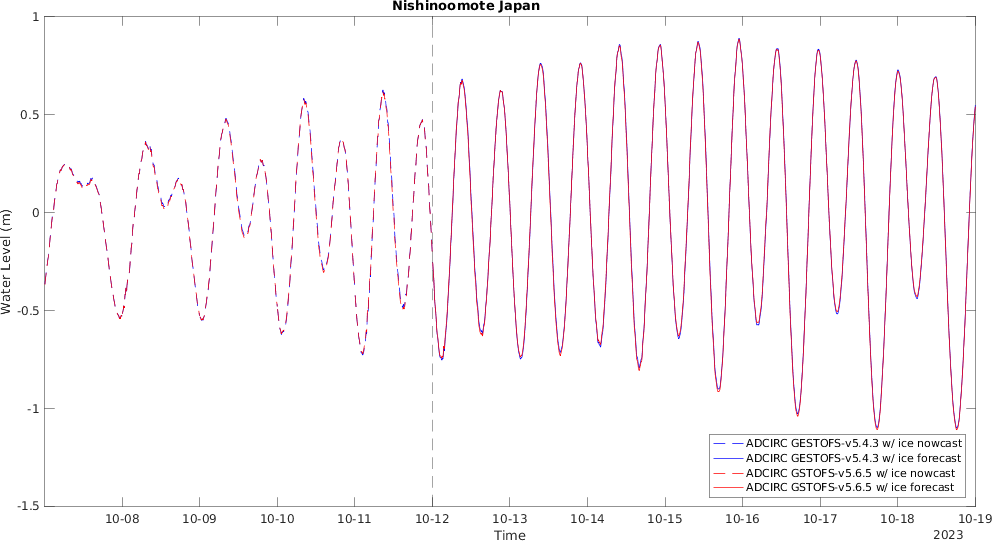 Nishinoomote Japan
Water Level (m)
1
0.5
0
-0.5
-1
-1.5
ADCIRC GESTOFS-v5.4.3 w/ ice nowcast
ADCIRC GESTOFS-v5.4.3 w/ ice forecast
ADCIRC GSTOFS-v5.6.5 w/ ice nowcast
ADCIRC GSTOFS-v5.6.5 w/ ice forecast
10-08 10-09 10-10 10-11 10-12 10-13 10-14 10-15 10-16 10-17 10-18 10-19
Time
2023